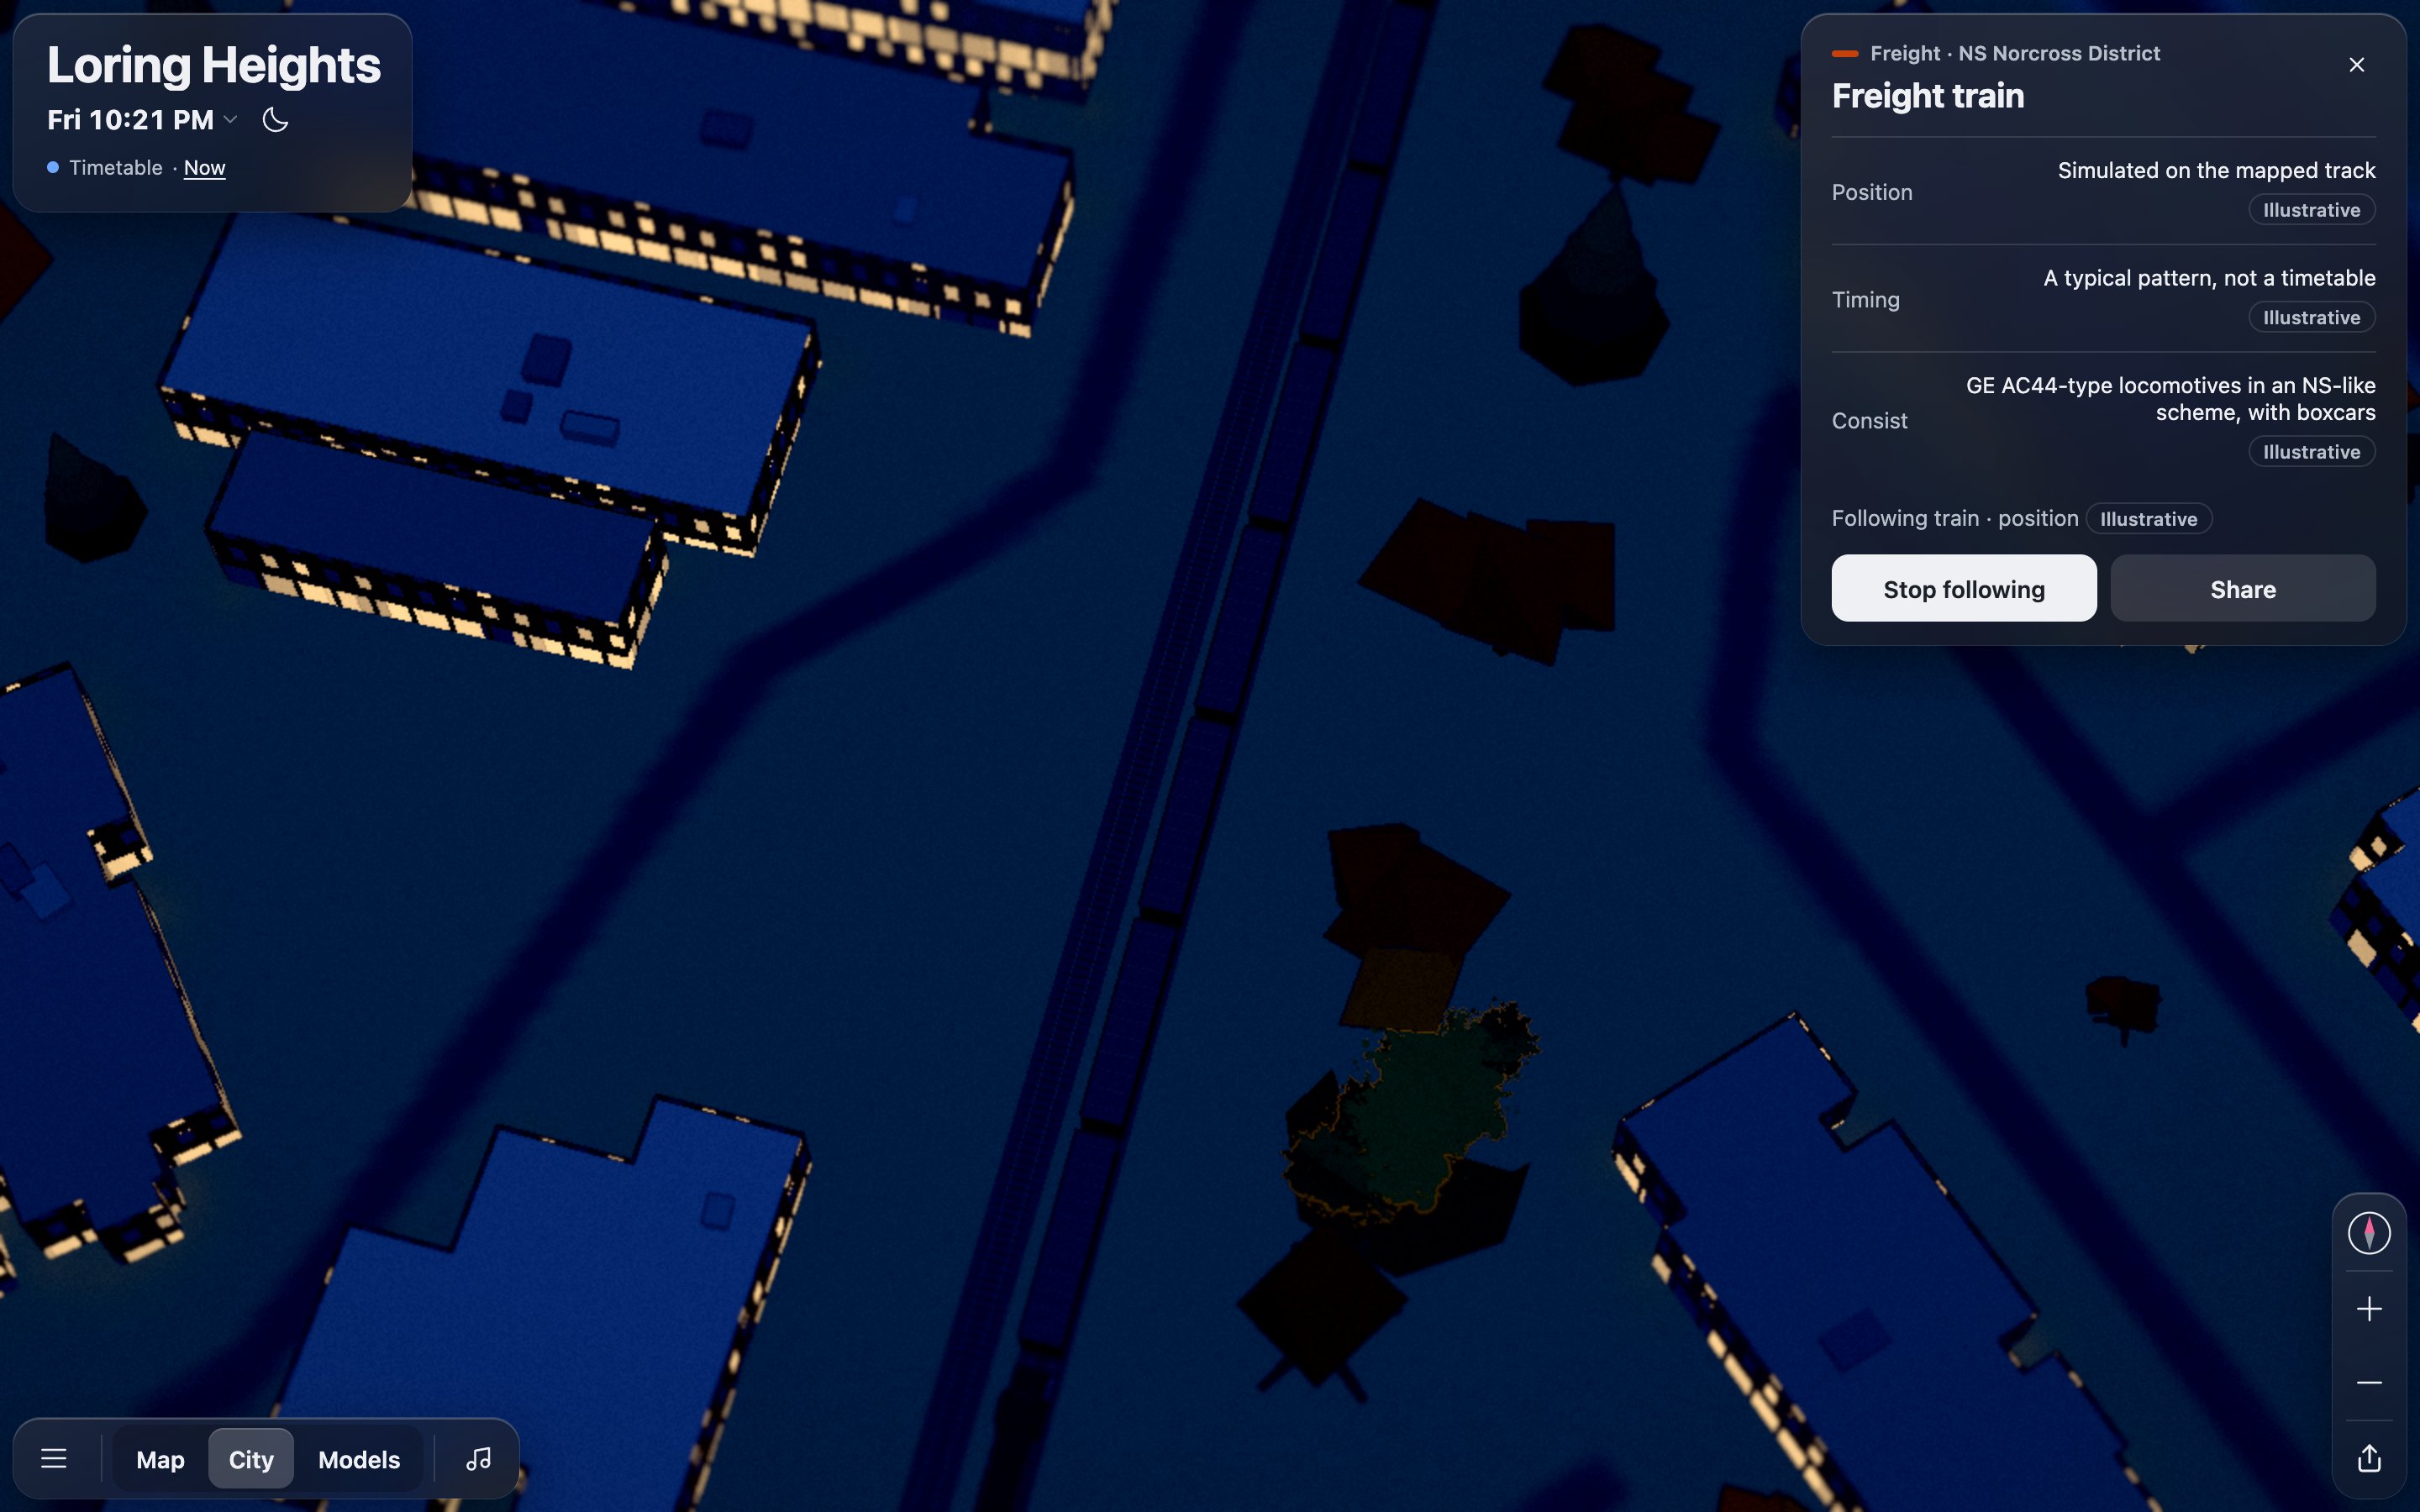 Loring Heights
Fri 10:21 PM
Timetable · Now
Freight · NS Norcross District
Freight train
Position
Simulated on the mapped track
Illustrative
Timing
A typical pattern, not a timetable
Illustrative
Consist
GE AC44-type locomotives in an NS-like
scheme, with boxcars
Illustrative
Following train · position Illustrative
Stop following
Share
Map
City
Models